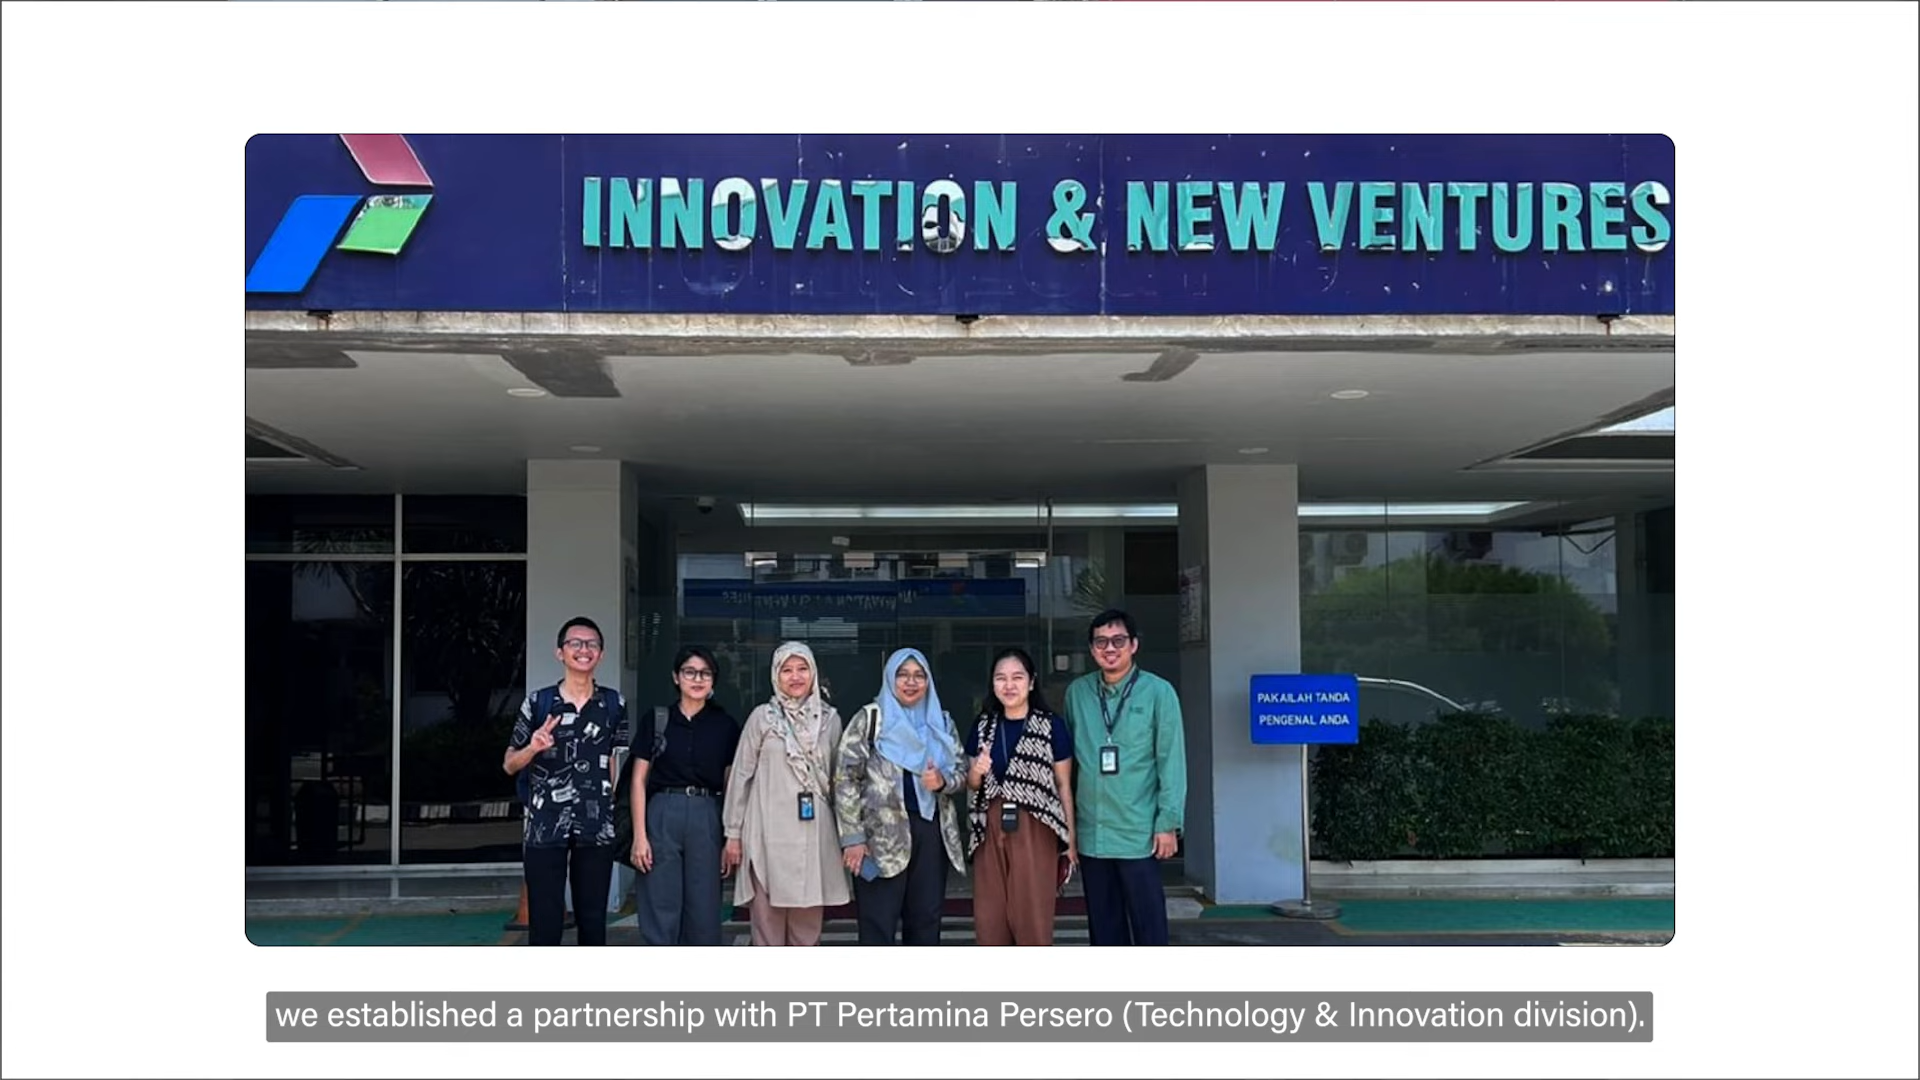 INNOVATION & NEW VENTURES
PAKAILAH TANDA
PENGENAL ANDA
we established a partnership with PT Pertamina Persero (Technology & Innovation division).